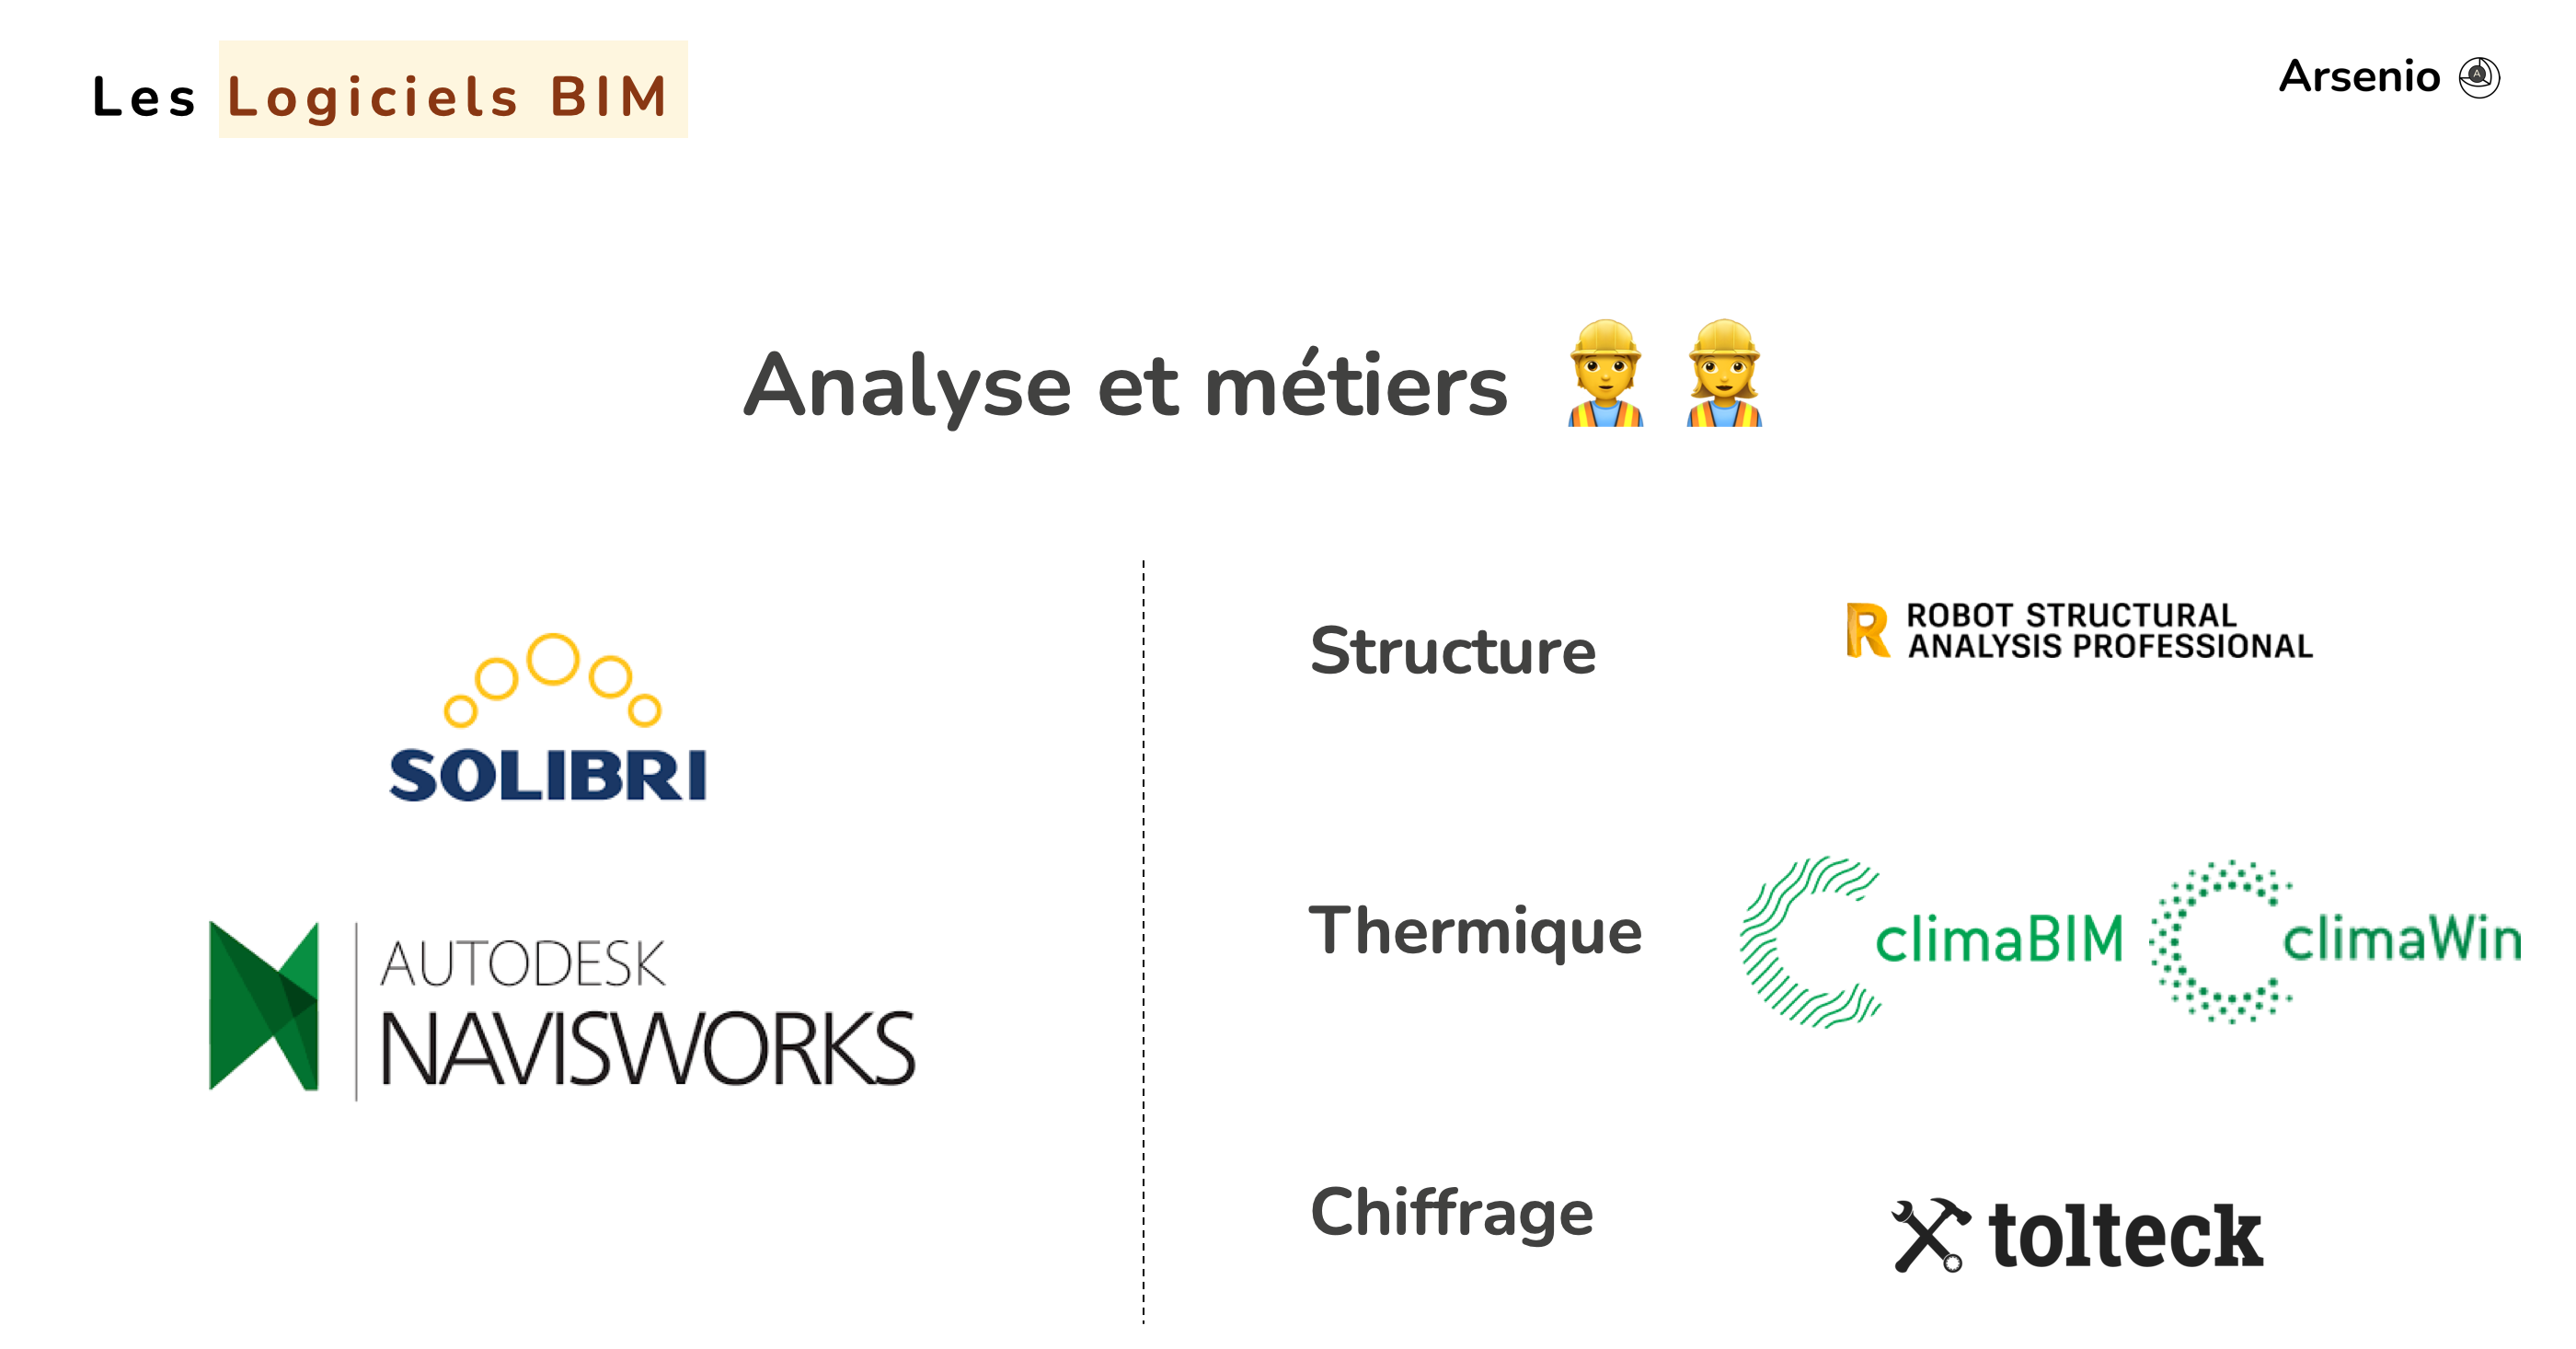 Les Logiciels BIM
Arsenio
A
Analyse et métiers
SOLIBRI
AUTODESK
NAVISWORKS
Structure
ROBOT STRUCTURAL
ANALYSIS PROFESSIONAL
Thermique
climaBIM
climaWin
Chiffrage
tolteck